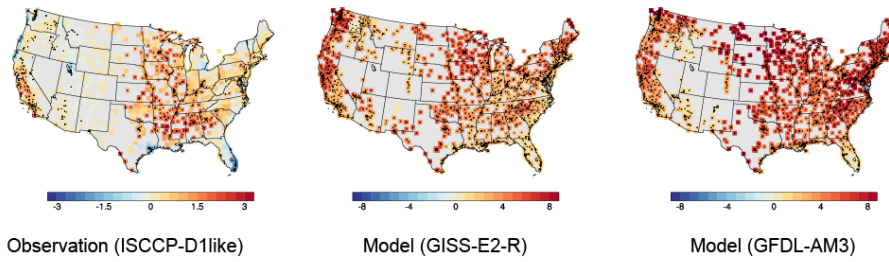 -3 -1.5 0 1.5 3
-8 -4 0 4 8
-8 -4 0 4 8
Observation (ISCCP-D1like)
Model (GISS-E2-R)
Model (GFDL-AM3)